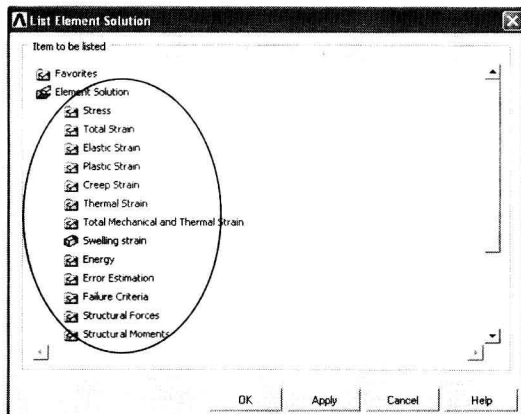 List Element Solution
Item to be listed
Favorites
Element Solution
Stress
Total Strain
Elastic Strain
Plastic Strain
Creep Strain
Thermal Strain
Total Mechanical and Thermal Strain
Swelling strain
Energy
Error Estimation
Failure Criteria
Structural Forces
Structural Moments
OK Apply Cancel Help